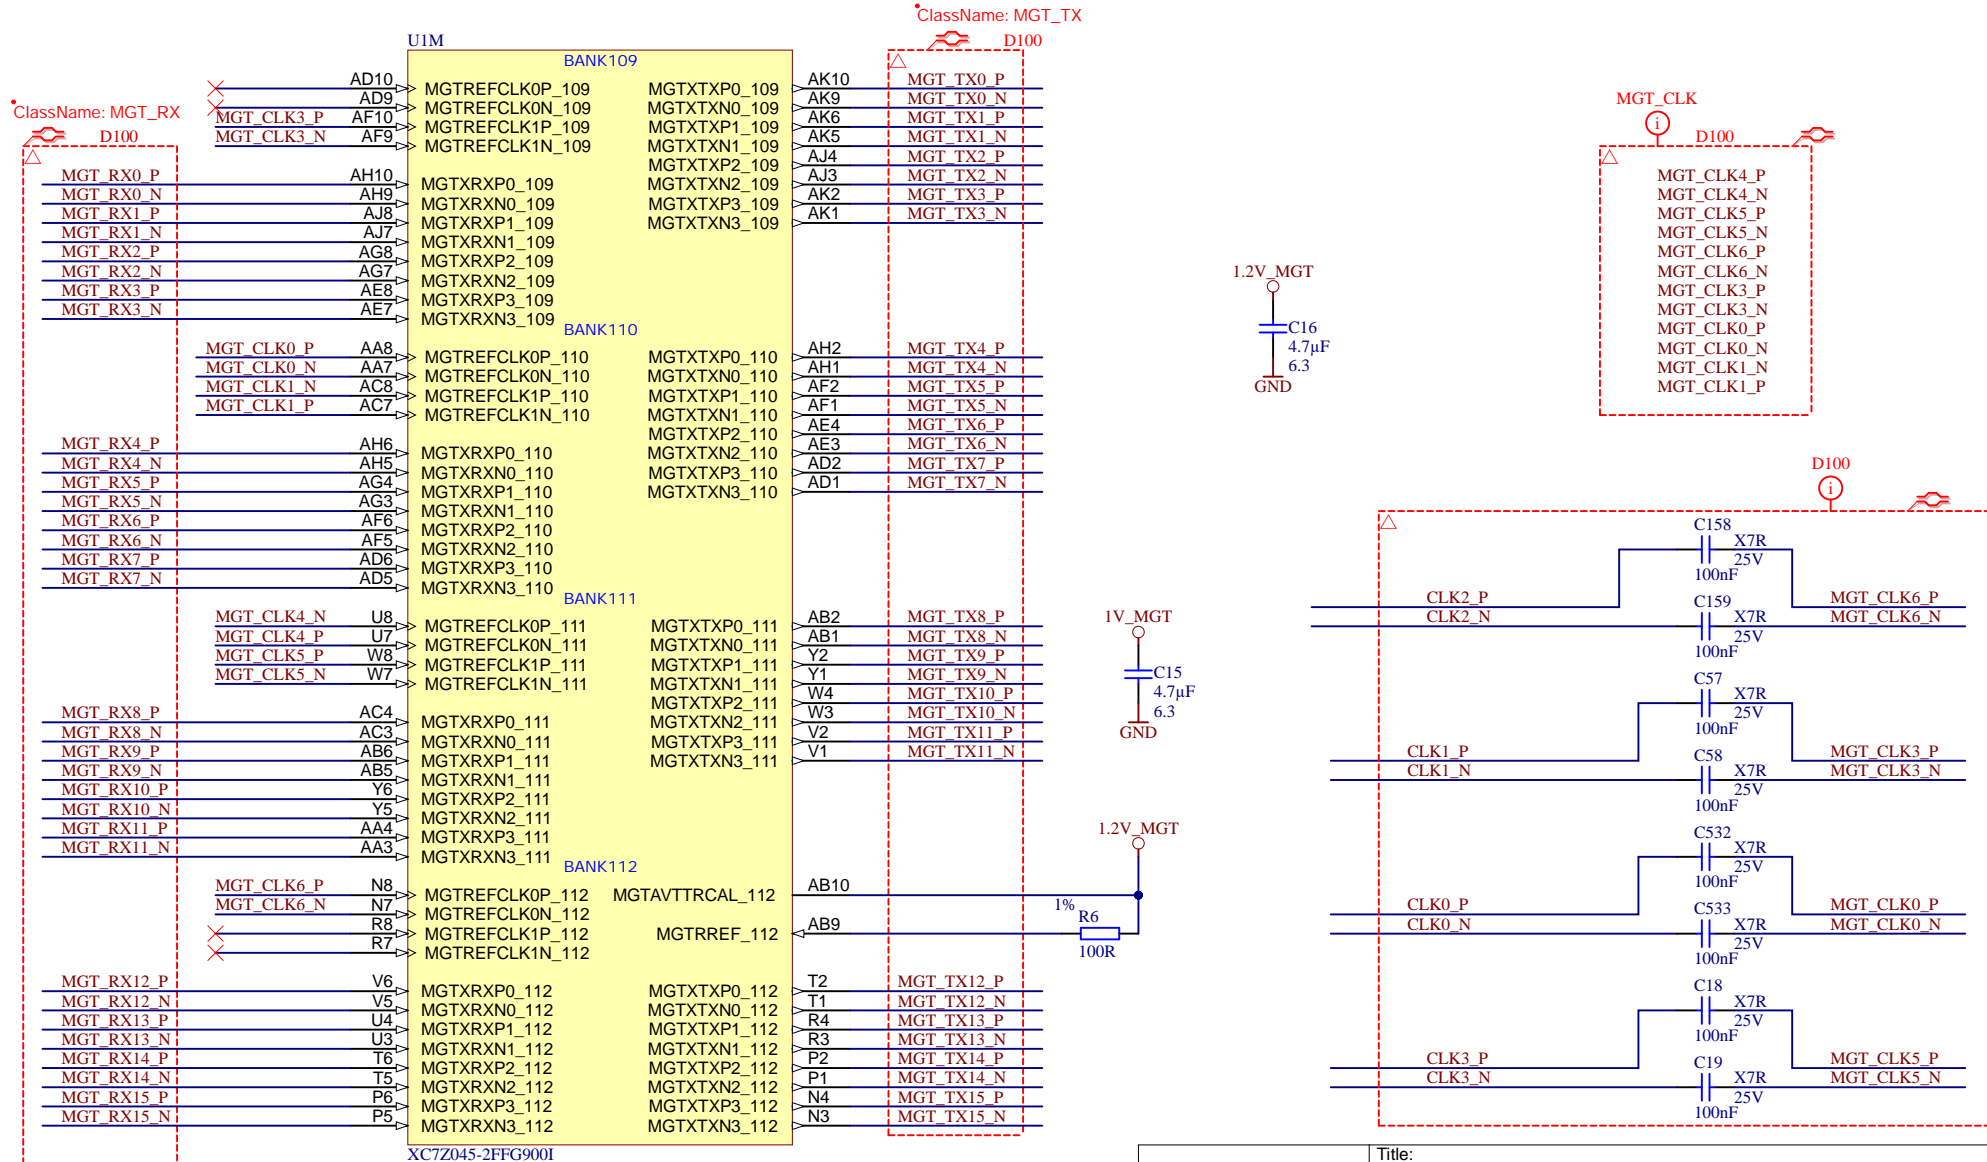 ClassName: MGT_TX
D100
ClassName: MGT_RX
D100
U1M
BANK109
AD10 MGTREFCLK0P_109 MGTXTXP0_109 AK10 MGT_TX0_P
AD9 MGTREFCLK0N_109 MGTXTXN0_109 AK9 MGT_TX0_N
MGT_CLK3_P AF10 MGTREFCLK1P_109 MGTXTXP1_109 AK6 MGT_TX1_P
MGT_CLK3_N AF9 MGTREFCLK1N_109 MGTXTXN1_109 AK5 MGT_TX1_N
MGTXTXP2_109 AJ4 MGT_TX2_P
MGT_RX0_P AH10 MGTXRXP0_109 MGTXTXN2_109 AJ3 MGT_TX2_N
MGT_RX0_N AH9 MGTXRXN0_109 MGTXTXP3_109 AK2 MGT_TX3_P
MGT_RX1_P AJ8 MGTXRXP1_109 MGTXTXN3_109 AK1 MGT_TX3_N
MGT_RX1_N AJ7 MGTXRXN1_109
MGT_RX2_P AG8 MGTXRXP2_109
MGT_RX2_N AG7 MGTXRXN2_109
MGT_RX3_P AE8 MGTXRXP3_109
MGT_RX3_N AE7 MGTXRXN3_109
BANK110
MGT_CLK0_P AA8 MGTREFCLK0P_110 MGTXTXP0_110 AH2 MGT_TX4_P
MGT_CLK0_N AA7 MGTREFCLK0N_110 MGTXTXN0_110 AH1 MGT_TX4_N
MGT_CLK1_N AC8 MGTREFCLK1P_110 MGTXTXP1_110 AF2 MGT_TX5_P
MGT_CLK1_P AC7 MGTREFCLK1N_110 MGTXTXN1_110 AF1 MGT_TX5_N
MGTXTXP2_110 AE4 MGT_TX6_P
MGT_RX4_P AH6 MGTXRXP0_110 MGTXTXN2_110 AE3 MGT_TX6_N
MGT_RX4_N AH5 MGTXRXN0_110 MGTXTXP3_110 AD2 MGT_TX7_P
MGT_RX5_P AG4 MGTXRXP1_110 MGTXTXN3_110 AD1 MGT_TX7_N
MGT_RX5_N AG3 MGTXRXN1_110
MGT_RX6_P AF6 MGTXRXP2_110
MGT_RX6_N AF5 MGTXRXN2_110
MGT_RX7_P AD6 MGTXRXP3_110
MGT_RX7_N AD5 MGTXRXN3_110
BANK111
MGT_CLK4_N U8 MGTREFCLK0P_111 MGTXTXP0_111 AB2 MGT_TX8_P
MGT_CLK4_P U7 MGTREFCLK0N_111 MGTXTXN0_111 AB1 MGT_TX8_N
MGT_CLK5_P W8 MGTREFCLK1P_111 MGTXTXP1_111 Y2 MGT_TX9_P
MGT_CLK5_N W7 MGTREFCLK1N_111 MGTXTXN1_111 Y1 MGT_TX9_N
MGTXTXP2_111 W4 MGT_TX10_P
MGT_RX8_P AC4 MGTXRXP0_111 MGTXTXN2_111 W3 MGT_TX10_N
MGT_RX8_N AC3 MGTXRXN0_111 MGTXTXP3_111 V2 MGT_TX11_P
MGT_RX9_P AB6 MGTXRXP1_111 MGTXTXN3_111 V1 MGT_TX11_N
MGT_RX9_N AB5 MGTXRXN1_111
MGT_RX10_P Y6 MGTXRXP2_111
MGT_RX10_N Y5 MGTXRXN2_111
MGT_RX11_P AA4 MGTXRXP3_111
MGT_RX11_N AA3 MGTXRXN3_111
BANK112
MGT_CLK6_P N8 MGTREFCLK0P_112 MGTAVTTRCAL_112 AB10
MGT_CLK6_N N7 MGTREFCLK0N_112
R8 MGTREFCLK1P_112 MGTRREF_112 AB9
R7 MGTREFCLK1N_112
MGT_RX12_P V6 MGTXRXP0_112 MGTXTXP0_112 T2 MGT_TX12_P
MGT_RX12_N V5 MGTXRXN0_112 MGTXTXN0_112 T1 MGT_TX12_N
MGT_RX13_P U4 MGTXRXP1_112 MGTXTXP1_112 R4 MGT_TX13_P
MGT_RX13_N U3 MGTXRXN1_112 MGTXTXN1_112 R3 MGT_TX13_N
MGT_RX14_P T6 MGTXRXP2_112 MGTXTXP2_112 P2 MGT_TX14_P
MGT_RX14_N T5 MGTXRXN2_112 MGTXTXN2_112 P1 MGT_TX14_N
MGT_RX15_P P6 MGTXRXP3_112 MGTXTXP3_112 N4 MGT_TX15_P
MGT_RX15_N P5 MGTXRXN3_112 MGTXTXN3_112 N3 MGT_TX15_N
XC7Z045-2FFG900I
1.2V_MGT
C16
4.7µF
6.3
GND
1V_MGT
C15
4.7µF
6.3
GND
1.2V_MGT
1%
R6
100R
MGT_CLK
i
D100
MGT_CLK4_P
MGT_CLK4_N
MGT_CLK5_P
MGT_CLK5_N
MGT_CLK6_P
MGT_CLK6_N
MGT_CLK3_P
MGT_CLK3_N
MGT_CLK0_P
MGT_CLK0_N
MGT_CLK1_N
MGT_CLK1_P
D100
i
C158
X7R
25V
100nF
CLK2_P C159 MGT_CLK6_P
CLK2_N X7R MGT_CLK6_N
25V
100nF
C57
X7R
25V
100nF
CLK1_P C58 MGT_CLK3_P
CLK1_N X7R MGT_CLK3_N
25V
100nF
C532
X7R
25V
100nF
CLK0_P C533 MGT_CLK0_P
CLK0_N X7R MGT_CLK0_N
25V
100nF
C18
X7R
25V
100nF
CLK3_P C19 MGT_CLK5_P
CLK3_N X7R MGT_CLK5_N
25V
100nF
Title: